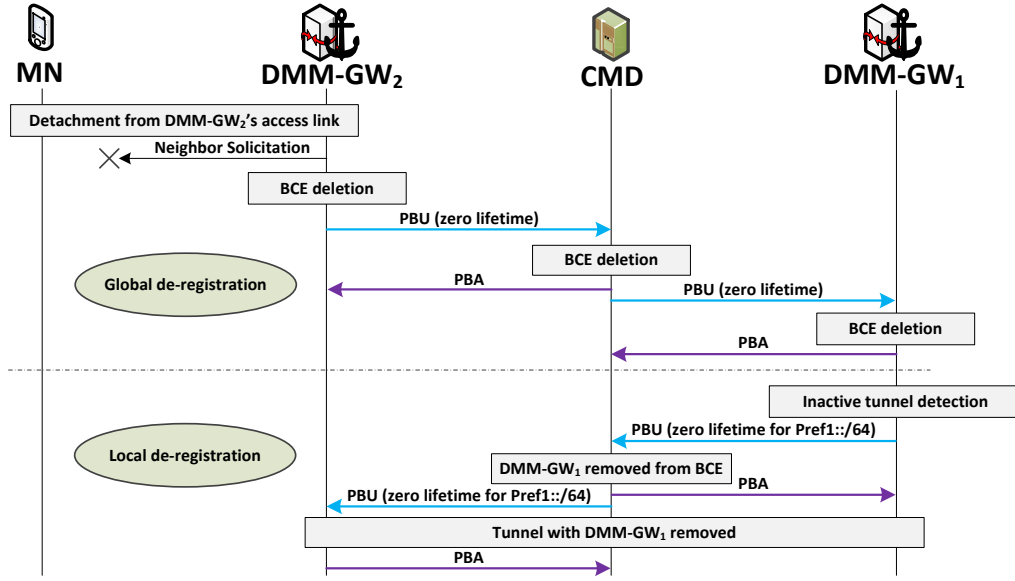 MN
DMM-GW₂
CMD
DMM-GW₁
Detachment from DMM-GW₂'s access link
Neighbor Solicitation
BCE deletion
PBU (zero lifetime)
BCE deletion
PBA
Global de-registration
PBU (zero lifetime)
BCE deletion
PBA
Inactive tunnel detection
PBU (zero lifetime for Pref1::/64)
Local de-registration
DMM-GW₁ removed from BCE
PBA
PBU (zero lifetime for Pref1::/64)
Tunnel with DMM-GW₁ removed
PBA